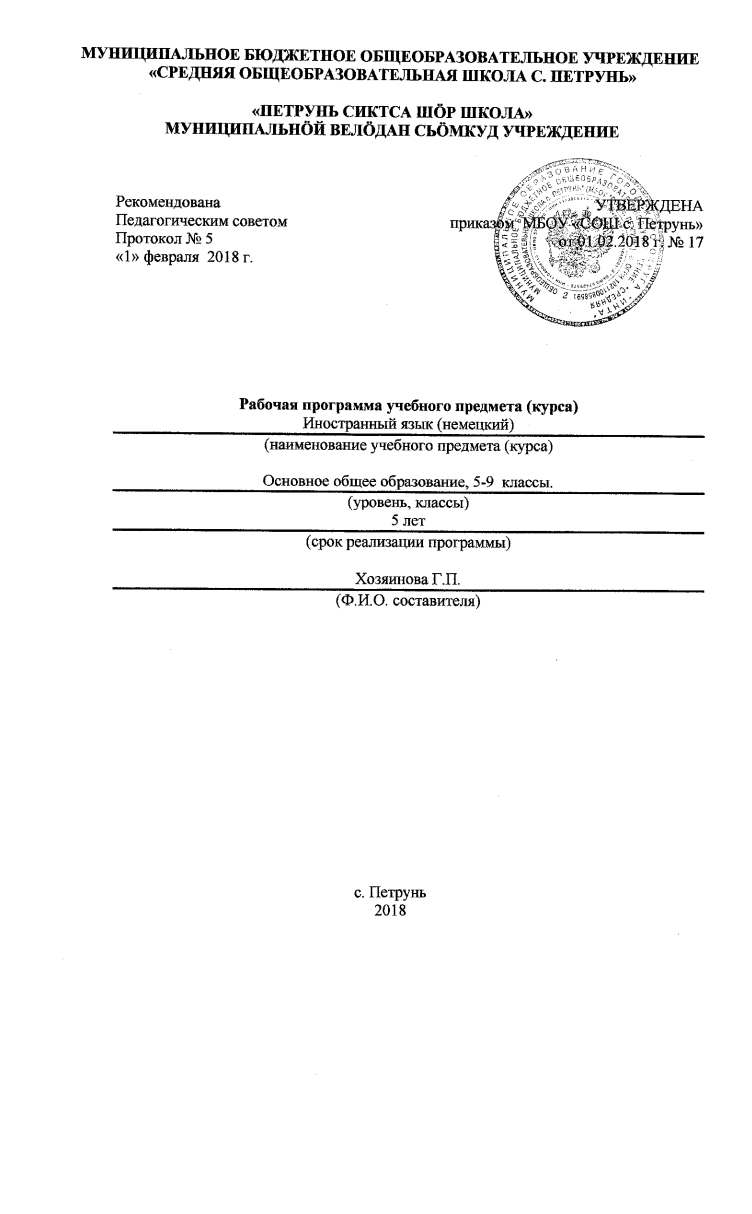 МУНИЦИПАЛЬНОЕ БЮДЖЕТНОЕ ОБЩЕОБРАЗОВАТЕЛЬНОЕ УЧРЕЖДЕНИЕ
«СРЕДНЯЯ ОБЩЕОБРАЗОВАТЕЛЬНАЯ ШКОЛА С. ПЕТРУНЬ»
«ПЕТРУНЬ СИКТСА ШÖР ШКОЛА»
МУНИЦИПАЛЬНÖЙ ВЕЛÖДАН СЬÖМКУД УЧРЕЖДЕНИЕ
Рекомендована
Педагогическим советом
Протокол № 5
«1» февраля 2018 г.
УТВЕРЖДЕНА
приказом МБОУ «СОШ с. Петрунь»
от 01.02.2018 г. № 17
Рабочая программа учебного предмета (курса)
Иностранный язык (немецкий)
(наименование учебного предмета (курса)
Основное общее образование, 5-9 классы.
(уровень, классы)
5 лет
(срок реализации программы)
Хозяинова Г.П.
(Ф.И.О. составителя)
с. Петрунь
2018